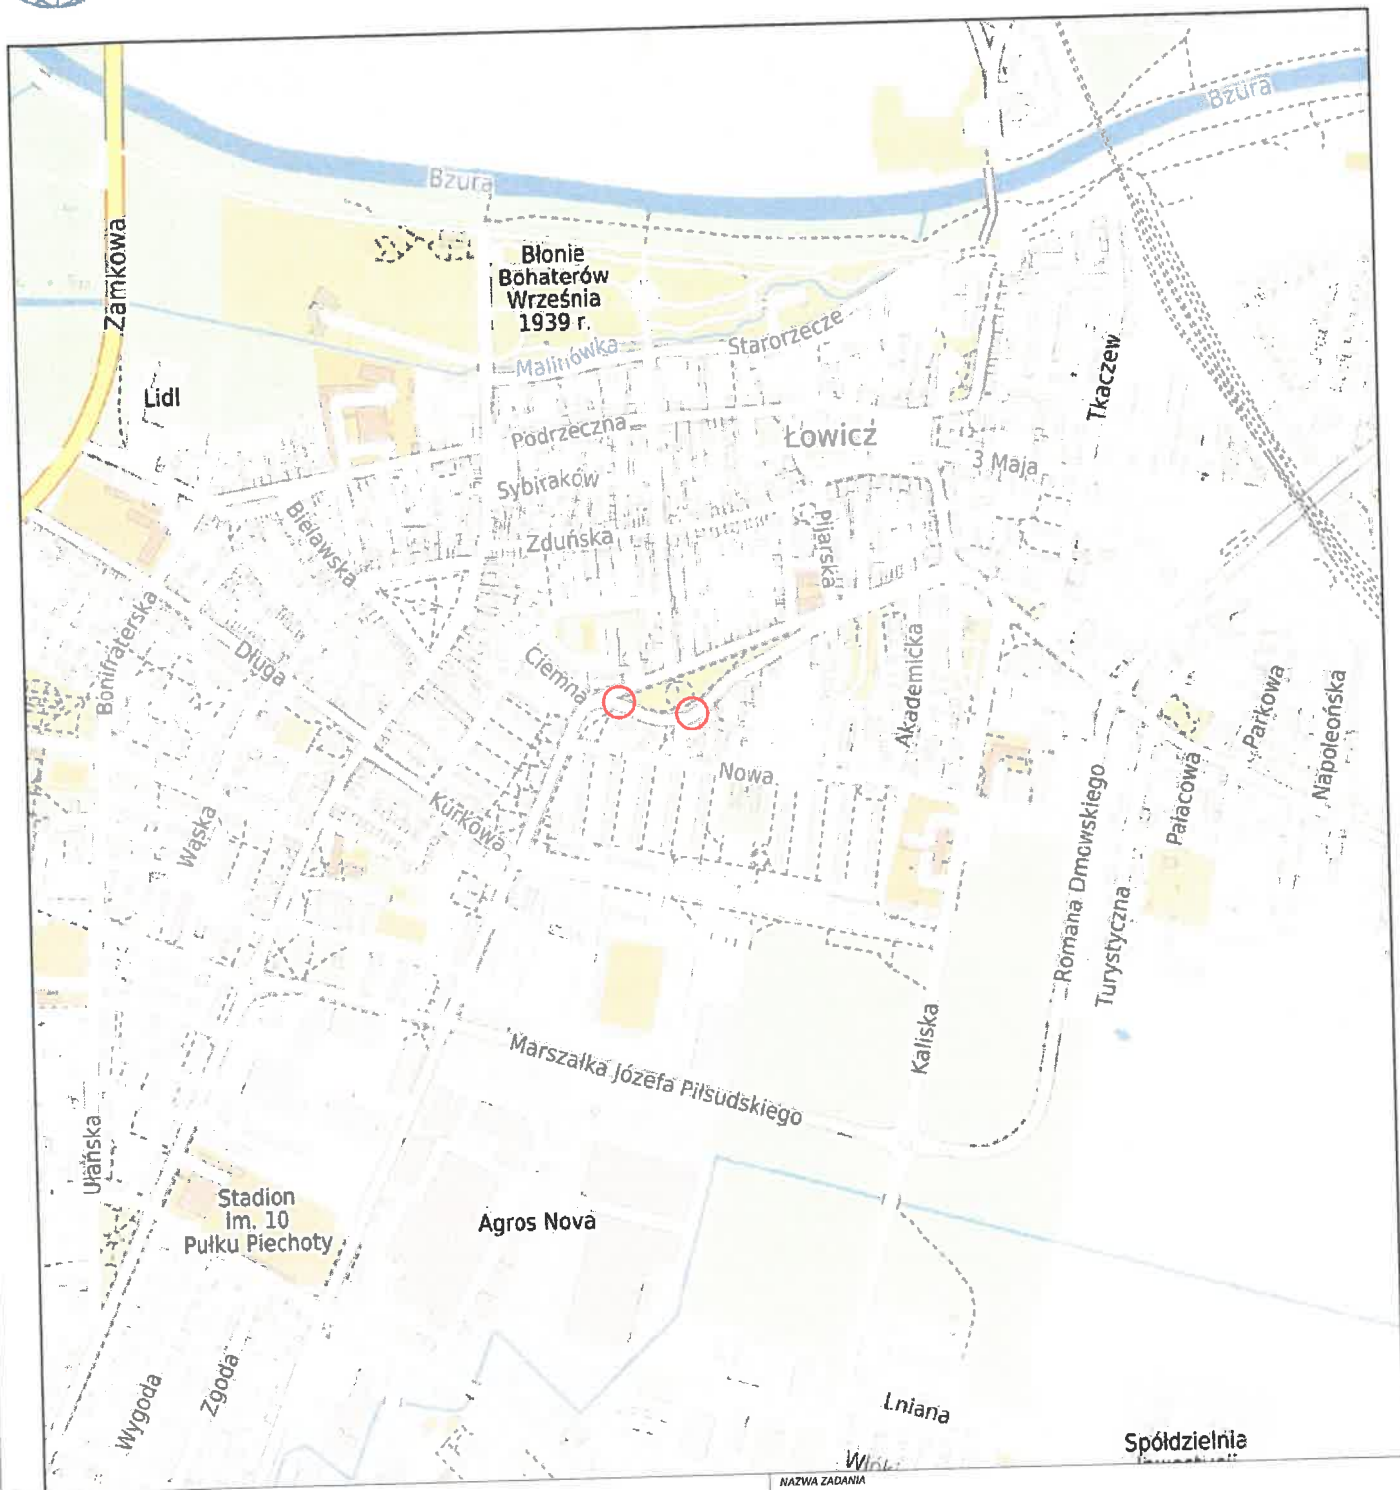 Bzura
Bzura
Zamkowa
Błonie
Bohaterów
Września
1939 r.
Malinówka
Starorzecze
Tkaczew
Lidl
Podrzeczna
Łowicz
3 Maja
Sybiraków
Bielawska
Zduńska
Pijarska
Bonifraterska
Długa
Ciemna
Akademicka
Parkowa
Napoleońska
Nowa
Kurkowa
Wąska
Pałacowa
Romana Dmowskiego
Turystyczna
Kaliska
Marszałka Józefa Piłsudskiego
Ułańska
Stadion
im. 10
Pułku Piechoty
Agros Nova
Zgoda
Wygoda
Lniana
Spółdzielnia
NAZWA ZADANIA